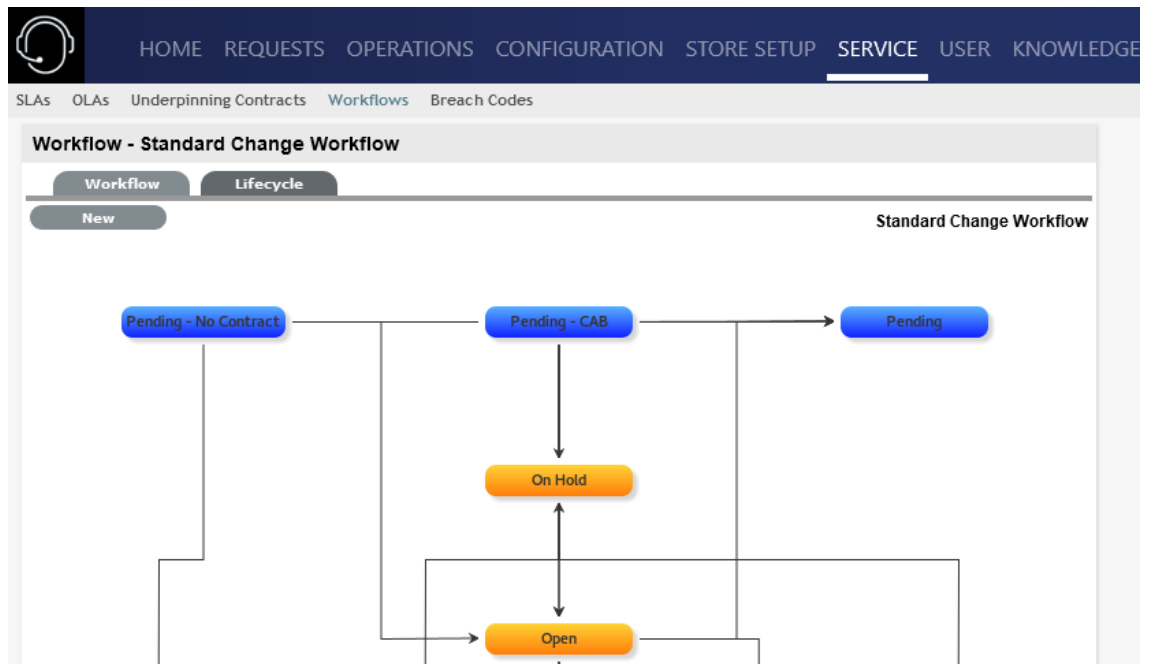 HOME REQUESTS OPERATIONS CONFIGURATION STORE SETUP SERVICE USER KNOWLEDGE
SLAs OLAs Underpinning Contracts Workflows Breach Codes
Workflow - Standard Change Workflow
Workflow Lifecycle
New
Standard Change Workflow
Pending - No Contract Pending - CAB Pending
On Hold
Open